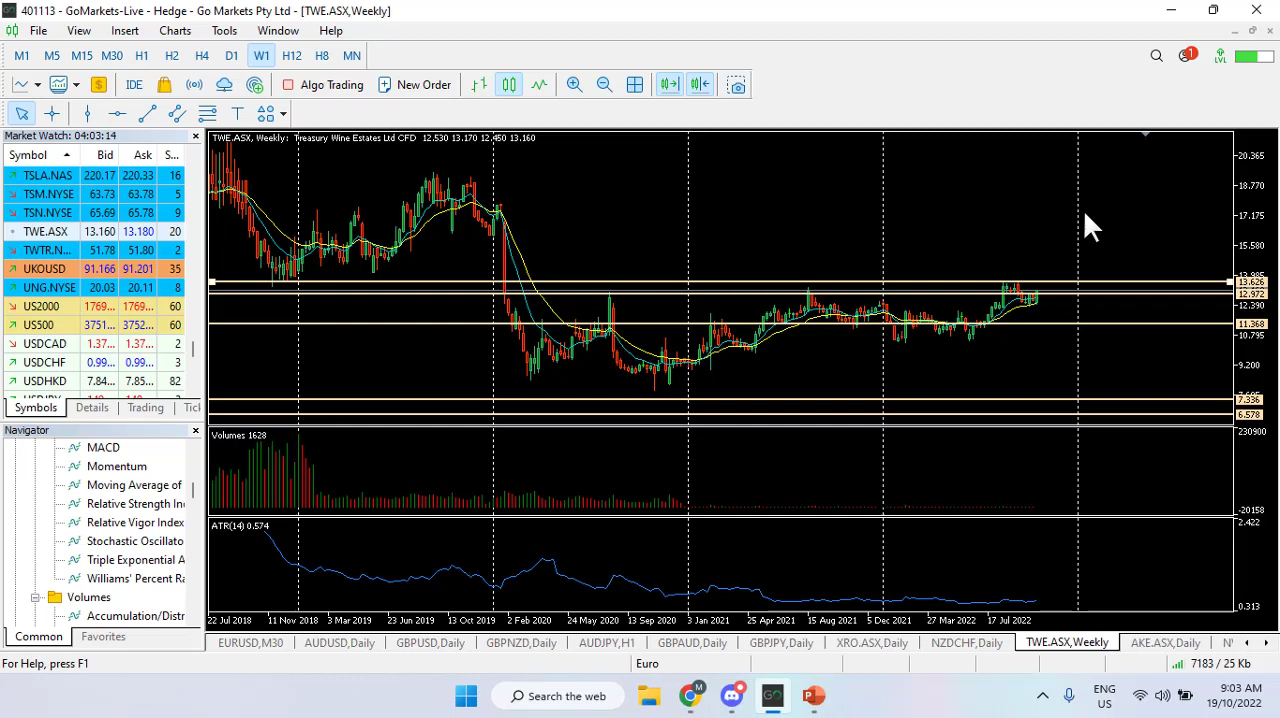 401113 - GoMarkets-Live - Hedge - Go Markets Pty Ltd - [TWE.ASX,Weekly]
File View Insert Charts Tools Window Help
M1 M5 M15 M30 H1 H2 H4 D1 W1 H12 H8 MN
1 LVL
IDE Algo Trading New Order
Market Watch: 04:03:14
Symbol Bid Ask S...
TSLA.NAS 220.17 220.33 16
TSM.NYSE 63.73 63.78 5
TSN.NYSE 65.69 65.78 9
TWE.ASX 13.160 13.180 20
TWTR.N... 51.78 51.80 2
UKOUSD 91.166 91.201 35
UNG.NYSE 20.03 20.11 8
US2000 1769... 1769... 60
US500 3751... 3752... 60
USDCAD 1.37... 1.37... 2
USDCHF 0.99... 0.99... 3
USDHKD 7.84... 7.85... 82
Symbols Details Trading Tick
Navigator
MACD
Momentum
Moving Average of
Relative Strength In
Relative Vigor Index
Stochastic Oscillato
Triple Exponential A
Williams' Percent Ra
Volumes
Accumulation/Distr
Common Favorites
TWE.ASX, Weekly: Treasury Wine Estates Ltd CFD 12.530 13.170 12.450 13.160
20.365
18.770
17.175
15.580
13.985
13.626
12.972
12.390
11.360
10.795
9.200
7.336
6.578
Volumes 1628
230900
-20158
ATR(14) 0.574
2.422
0.313
22 Jul 2018 11 Nov 2018 3 Mar 2019 23 Jun 2019 13 Oct 2019 2 Feb 2020 24 May 2020 13 Sep 2020 3 Jan 2021 25 Apr 2021 15 Aug 2021 5 Dec 2021 27 Mar 2022 17 Jul 2022
EURUSD,M30 AUDUSD,Daily GBPUSD,Daily GBPNZD,Daily AUDJPY,H1 GBPAUD,Daily GBPJPY,Daily XRO.ASX,Daily NZDCHF,Daily TWE.ASX,Weekly AKE.ASX,Daily
For Help, press F1 Euro 7183 / 25 Kb
Search the web
M
GO
P
ENG
US
9:03 AM
19/10/2022